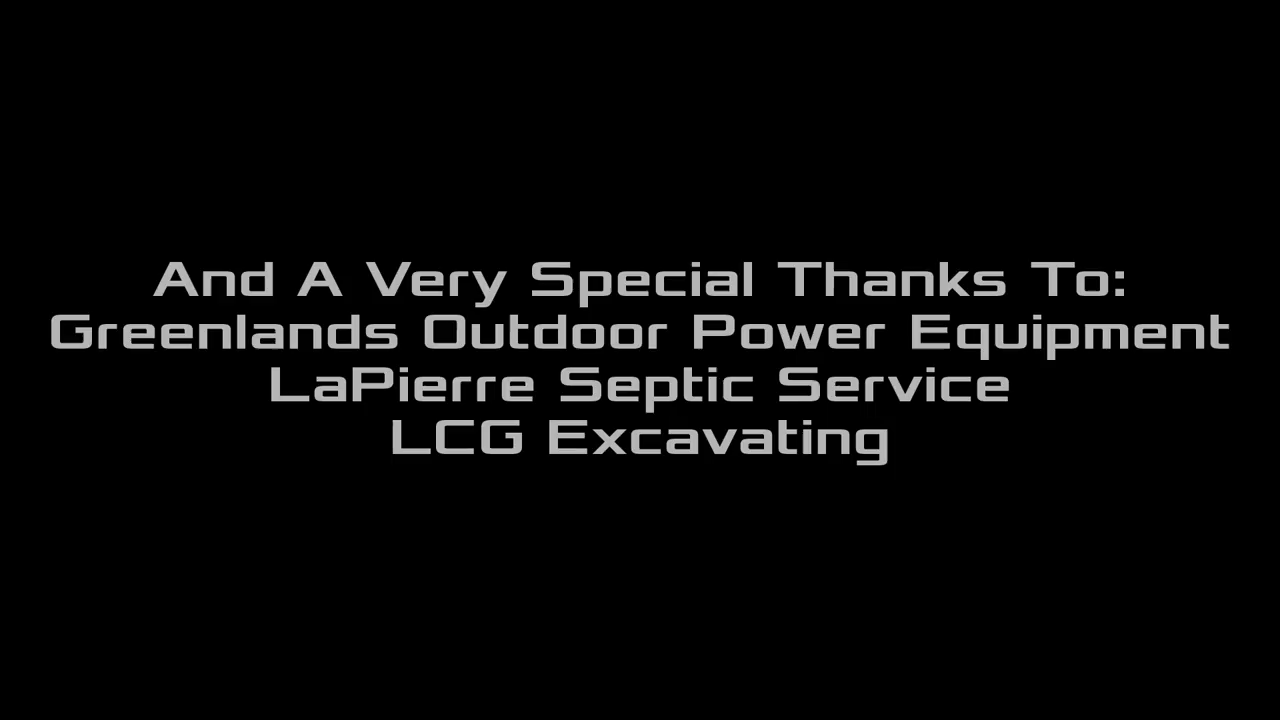 And A Very Special Thanks To:
Greenlands Outdoor Power Equipment
LaPierre Septic Service
LCG Excavating